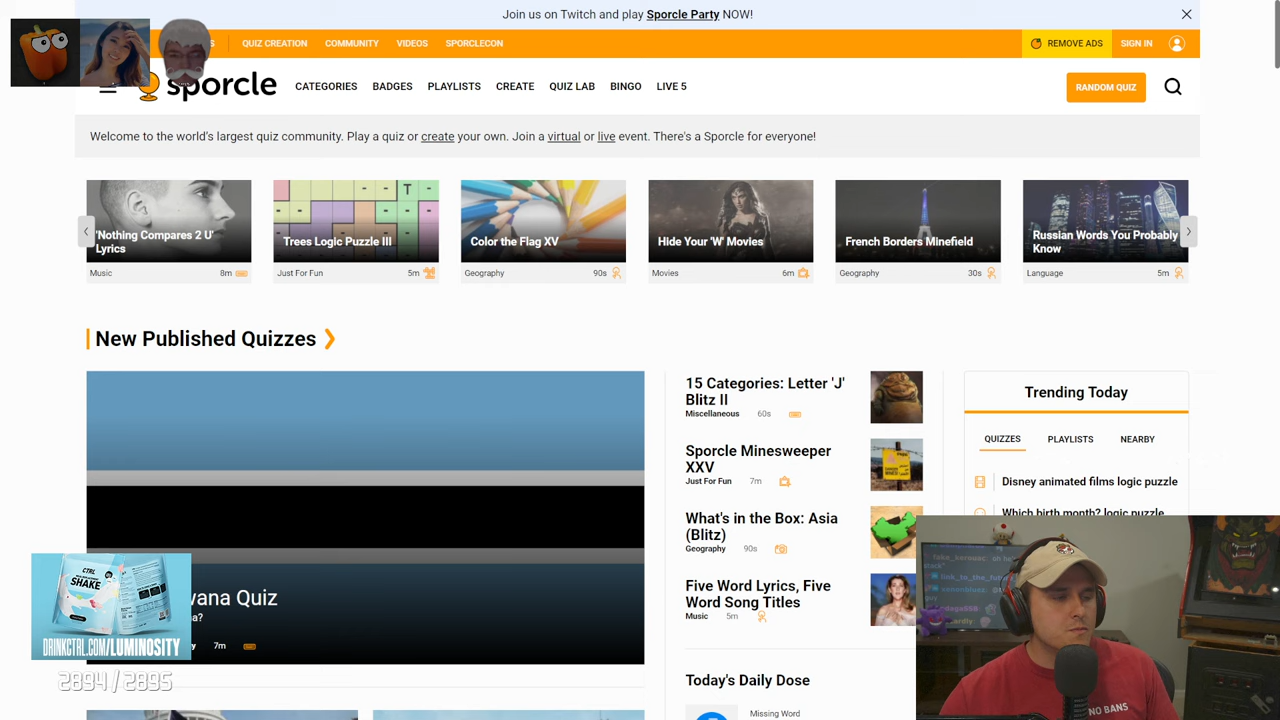 Join us on Twitch and play Sporcle Party NOW!
QUIZ CREATION
COMMUNITY
VIDEOS
SPORCLECON
REMOVE ADS
SIGN IN
sporcle
CATEGORIES
BADGES
PLAYLISTS
CREATE
QUIZ LAB
BINGO
LIVE 5
RANDOM QUIZ
Welcome to the world's largest quiz community. Play a quiz or create your own. Join a virtual or live event. There's a Sporcle for everyone!
'Nothing Compares 2 U'
Lyrics
Music
8m
Trees Logic Puzzle III
Just For Fun
5m
Color the Flag XV
Geography
90s
Hide Your 'W' Movies
Movies
6m
French Borders Minefield
Geography
30s
Russian Words You Probably
Know
Language
5m
New Published Quizzes
wana Quiz
7m
15 Categories: Letter 'J'
Blitz II
Miscellaneous
60s
Sporcle Minesweeper
XXV
Just For Fun
7m
What's in the Box: Asia
(Blitz)
Geography
90s
Five Word Lyrics, Five
Word Song Titles
Music
5m
Today's Daily Dose
Missing Word
Trending Today
QUIZZES
PLAYLISTS
NEARBY
Disney animated films logic puzzle
Which birth month? logic puzzle
CTRL
SHAKE
DRINKCTRL.COM/LUMINOSITY
2894 / 2895
NO BANS